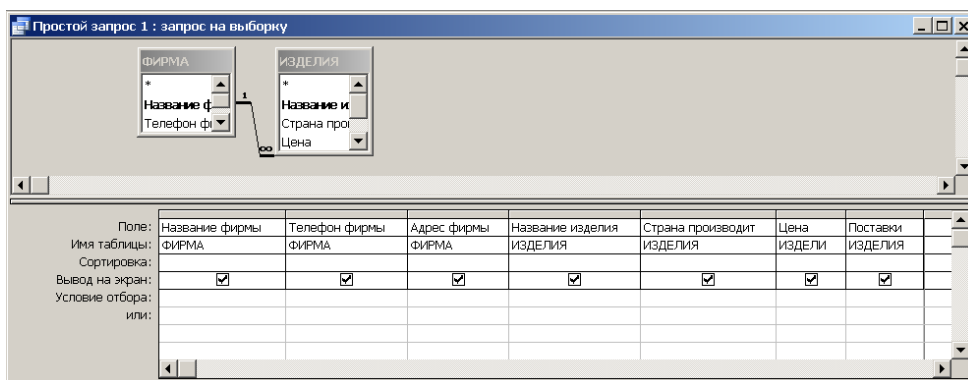 Простой запрос 1 : запрос на выборку
ФИРМА
*
Название ф
Телефон фи
1
∞
ИЗДЕЛИЯ
*
Название и
Страна прои
Цена
Поле: Название фирмы Телефон фирмы Адрес фирмы Название изделия Страна производит Цена Поставки
Имя таблицы: ФИРМА ФИРМА ФИРМА ИЗДЕЛИЯ ИЗДЕЛИЯ ИЗДЕЛИ ИЗДЕЛИЯ
Сортировка:
Вывод на экран:
Условие отбора:
или: